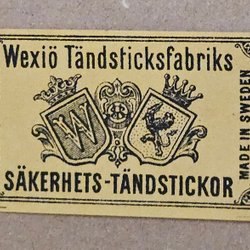 Wexiö Tändsticksfabriks
W
MADE IN SWEDEN
SÄKERHETS-TÄNDSTICKOR